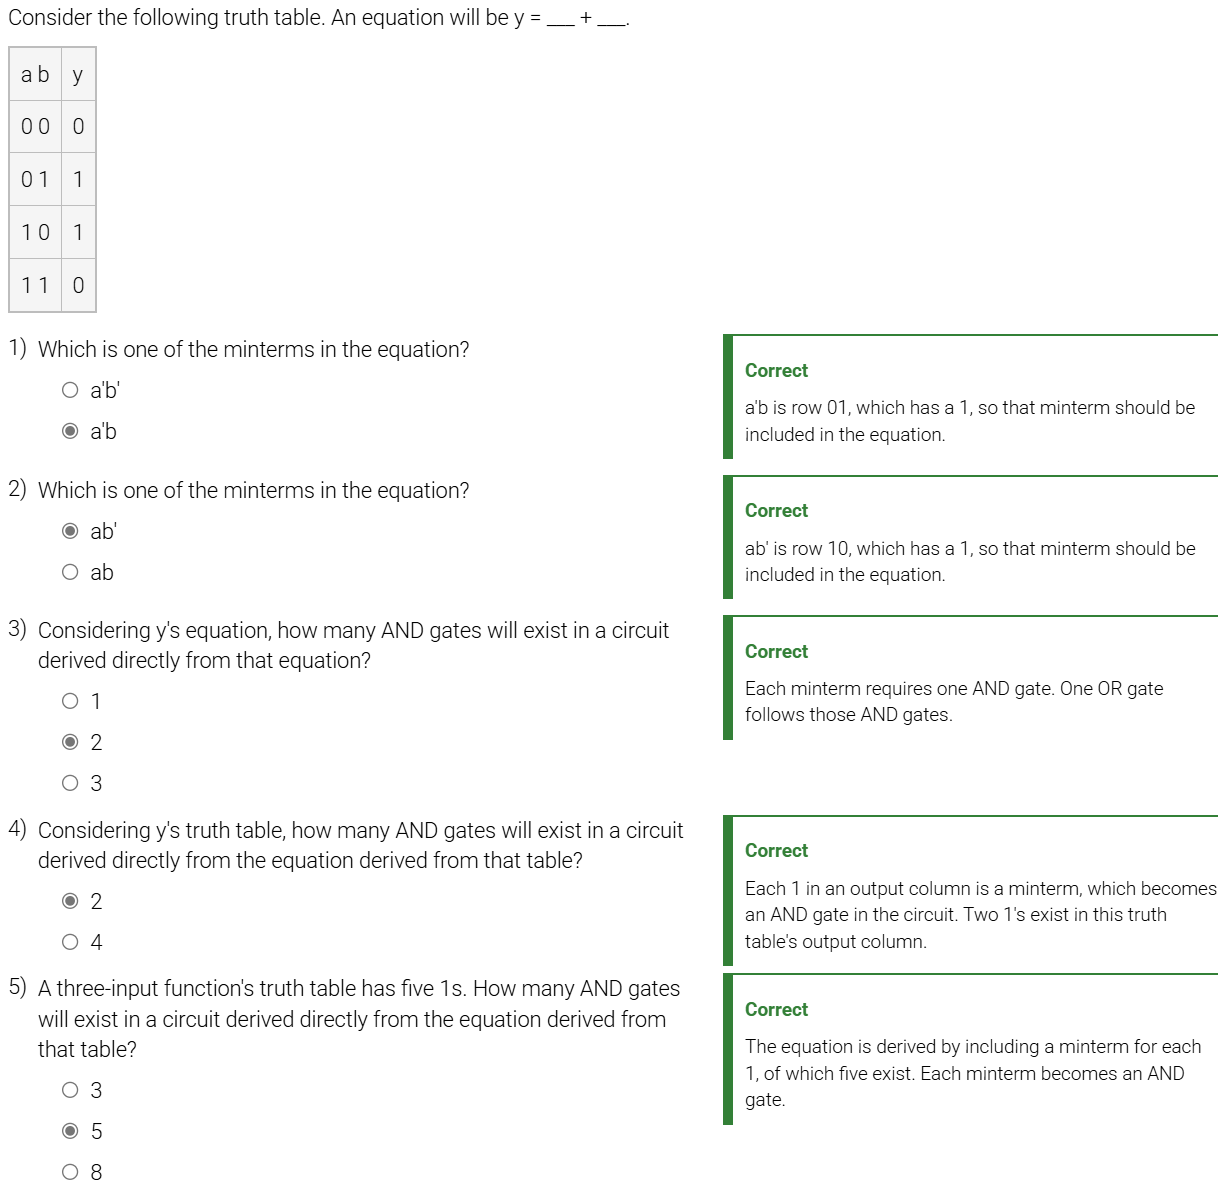 Consider the following truth table. An equation will be y = ___ + ___.
a b y
0 0 0
0 1 1
1 0 1
1 1 0
1) Which is one of the minterms in the equation?
a'b'
a'b
Correct
a'b is row 01, which has a 1, so that minterm should be
included in the equation.
2) Which is one of the minterms in the equation?
ab'
ab
Correct
ab' is row 10, which has a 1, so that minterm should be
included in the equation.
3) Considering y's equation, how many AND gates will exist in a circuit
derived directly from that equation?
1
2
3
Correct
Each minterm requires one AND gate. One OR gate
follows those AND gates.
4) Considering y's truth table, how many AND gates will exist in a circuit
derived directly from the equation derived from that table?
2
4
Correct
Each 1 in an output column is a minterm, which becomes
an AND gate in the circuit. Two 1's exist in this truth
table's output column.
5) A three-input function's truth table has five 1s. How many AND gates
will exist in a circuit derived directly from the equation derived from
that table?
3
5
8
Correct
The equation is derived by including a minterm for each
1, of which five exist. Each minterm becomes an AND
gate.